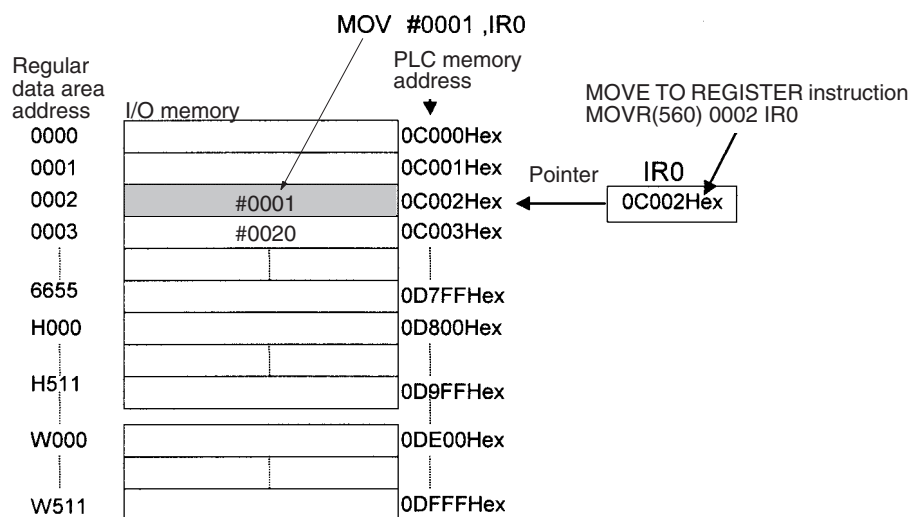 MOV #0001 ,IR0
Regular
data area
address
I/O memory
PLC memory
address
MOVE TO REGISTER instruction
MOVR(560) 0002 IR0
0000
0C000Hex
0001
0C001Hex
Pointer
IR0
0002
#0001
0C002Hex
0C002Hex
0003
#0020
0C003Hex
6655
0D7FFHex
H000
0D800Hex
H511
0D9FFHex
W000
0DE00Hex
W511
0DFFFHex